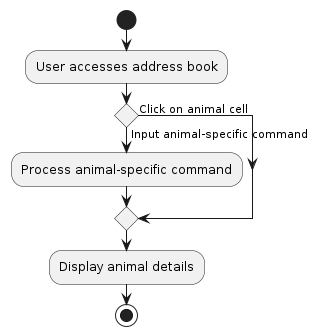 User accesses address book
Click on animal cell
Input animal-specific command
Process animal-specific command
Display animal details